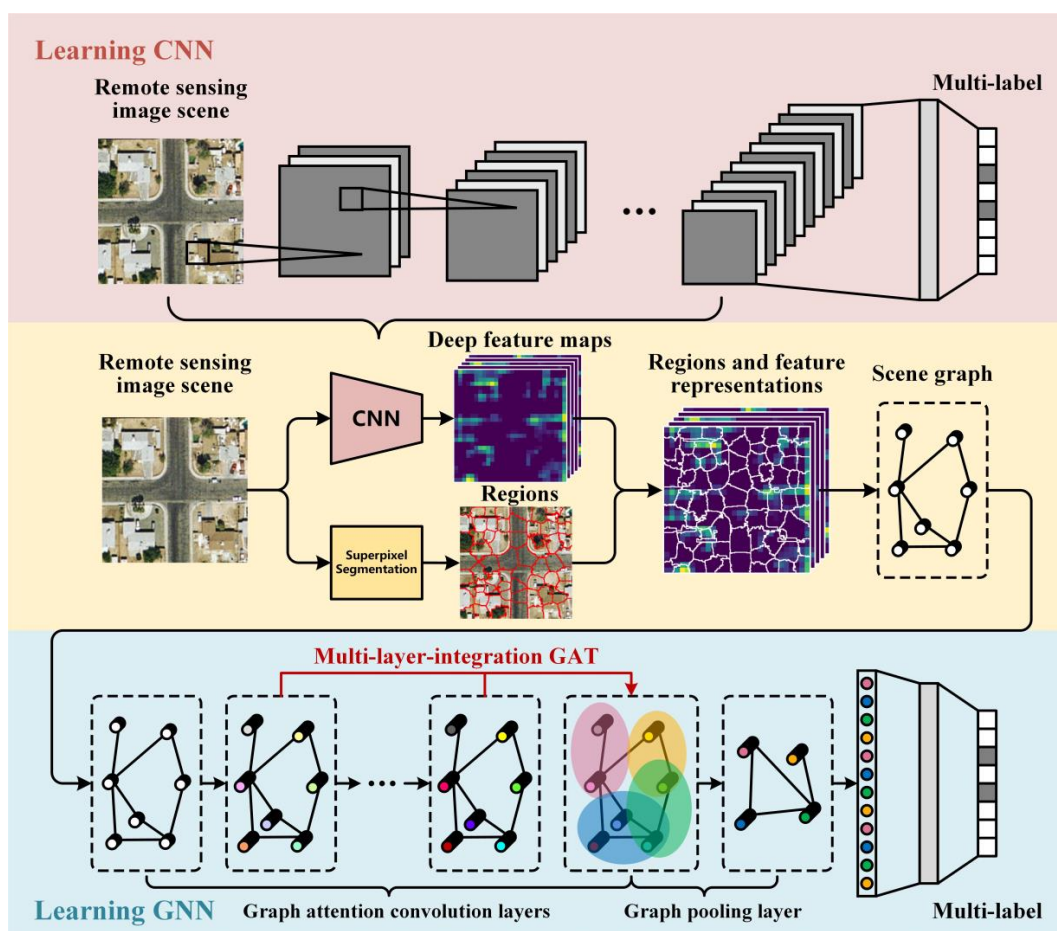 Learning CNN
Remote sensing
image scene
Multi-label
Remote sensing
image scene
CNN
Deep feature maps
Superpixel
Segmentation
Regions
Regions and feature
representations
Scene graph
Multi-layer-integration GAT
Graph attention convolution layers
Graph pooling layer
Learning GNN
Multi-label